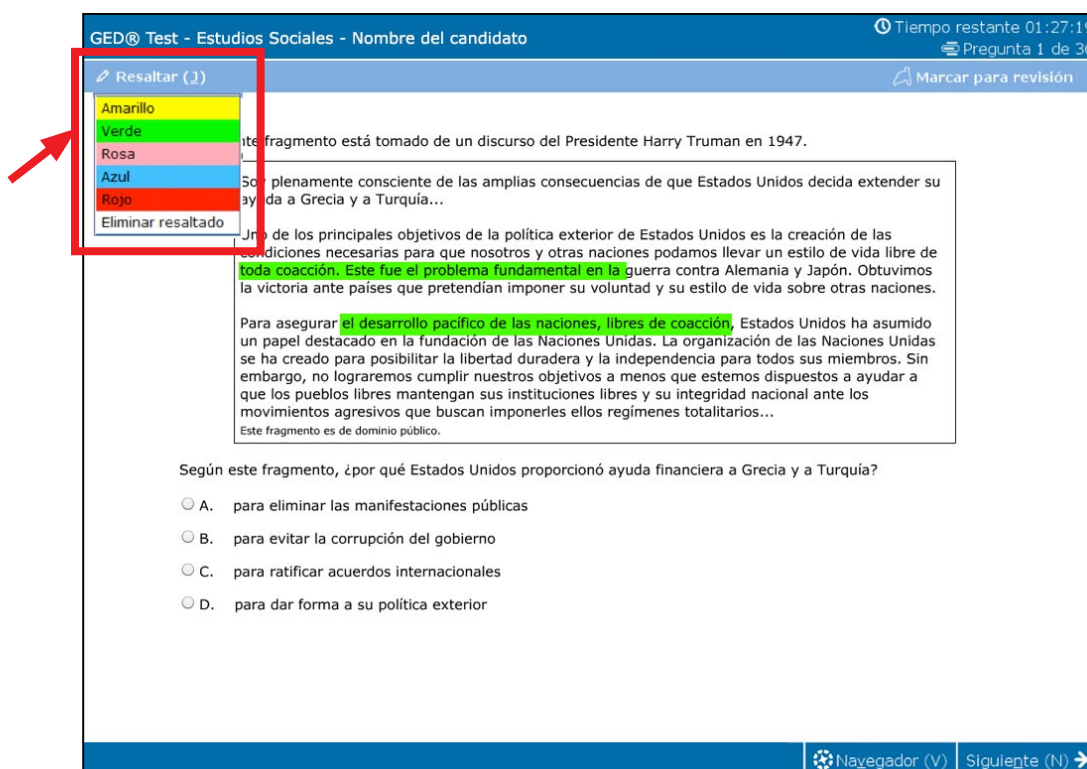 GED® Test - Estudios Sociales - Nombre del candidato
Tiempo restante 01:27:19
Pregunta 1 de 30
Resaltar (J)
Marcar para revisión
Amarillo
Verde
Rosa
Azul
Rojo
Eliminar resaltado
fragmento está tomado de un discurso del Presidente Harry Truman en 1947.
Soy plenamente consciente de las amplias consecuencias de que Estados Unidos decida extender su
ayuda a Grecia y a Turquía...
Uno de los principales objetivos de la política exterior de Estados Unidos es la creación de las
condiciones necesarias para que nosotros y otras naciones podamos llevar un estilo de vida libre de
toda coacción. Este fue el problema fundamental en la guerra contra Alemania y Japón. Obtuvimos
la victoria ante países que pretendían imponer su voluntad y su estilo de vida sobre otras naciones.
Para asegurar el desarrollo pacífico de las naciones, libres de coacción, Estados Unidos ha asumido
un papel destacado en la fundación de las Naciones Unidas. La organización de las Naciones Unidas
se ha creado para posibilitar la libertad duradera y la independencia para todos sus miembros. Sin
embargo, no lograremos cumplir nuestros objetivos a menos que estemos dispuestos a ayudar a
que los pueblos libres mantengan sus instituciones libres y su integridad nacional ante los
movimientos agresivos que buscan imponerles ellos regímenes totalitarios...
Este fragmento es de dominio público.
Según este fragmento, ¿por qué Estados Unidos proporcionó ayuda financiera a Grecia y a Turquía?
A. para eliminar las manifestaciones públicas
B. para evitar la corrupción del gobierno
C. para ratificar acuerdos internacionales
D. para dar forma a su política exterior
Navegador (V)
Siguiente (N)